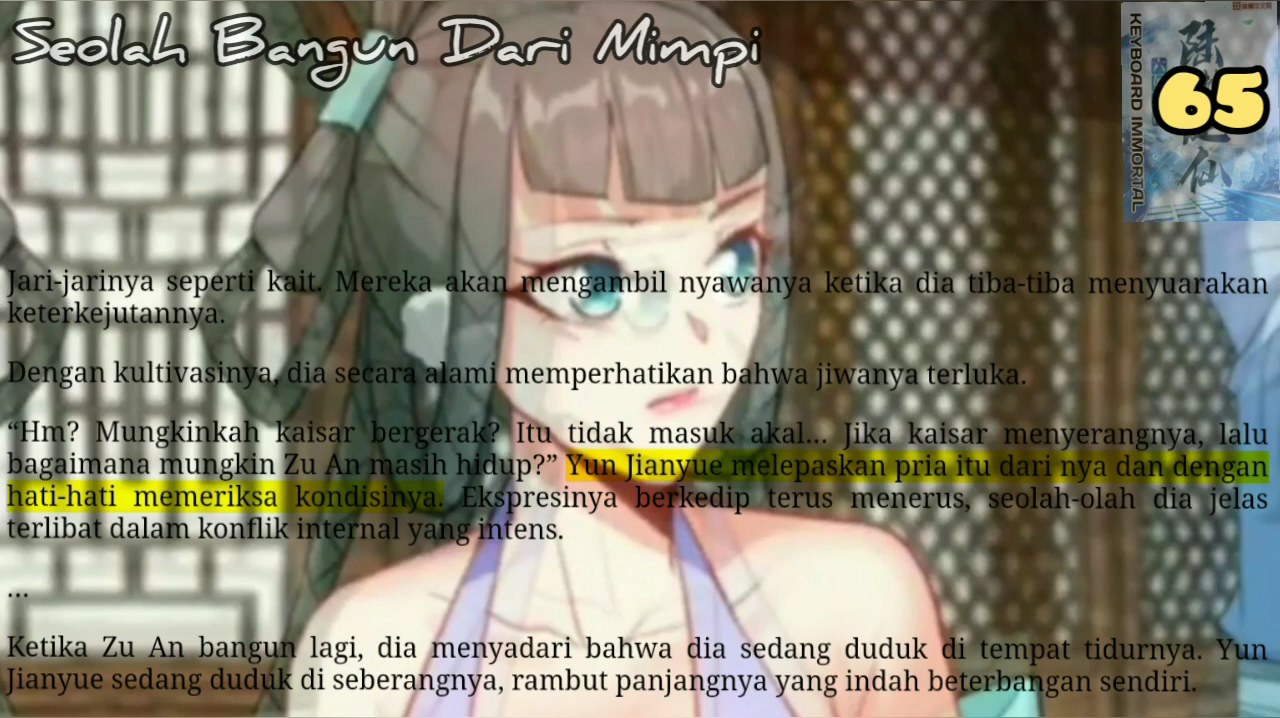 Seolah Bangun Dari Mimpi
KEYBOARD IMMORTAL
65
Jari-jarinya seperti kait. Mereka akan mengambil nyawanya ketika dia tiba-tiba menyuarakan
keterkejutannya.
Dengan kultivasinya, dia secara alami memperhatikan bahwa jiwanya terluka.
“Hm? Mungkinkah kaisar bergerak? Itu tidak masuk akal... Jika kaisar menyerangnya, lalu
bagaimana mungkin Zu An masih hidup?” Yun Jianyue melepaskan pria itu dari nya dan dengan
hati-hati memeriksa kondisinya. Ekspresinya berkedip terus menerus, seolah-olah dia jelas
terlibat dalam konflik internal yang intens.
...
Ketika Zu An bangun lagi, dia menyadari bahwa dia sedang duduk di tempat tidurnya. Yun
Jianyue sedang duduk di seberangnya, rambut panjangnya yang indah beterbangan sendiri.